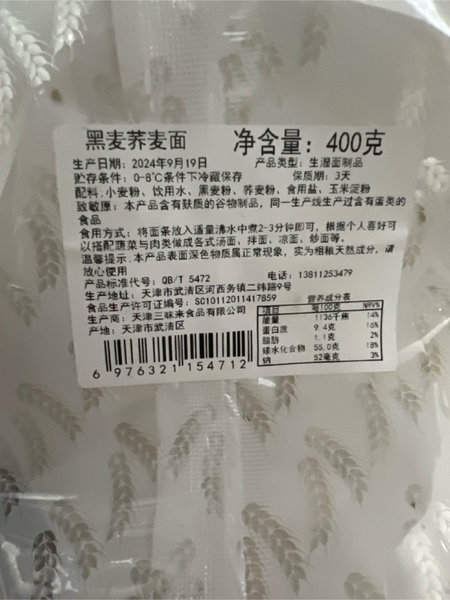 黑麦荞麦面 净含量：400克
生产日期：2024年9月19日 产品类型：生湿面制品
贮存条件：0-8℃条件下冷藏保存 保质期：3天
配料：小麦粉、饮用水、黑麦粉、荞麦粉、食用盐、玉米淀粉
致敏原：本产品含有麸质的谷物制品，同一生产线生产过含有蛋类的
食品
食用方式：将面条放入适量沸水中煮2-3分钟即可，根据个人喜好可
以搭配蔬菜与肉类做成各式汤面、拌面、凉面、炒面等。
温馨提示：本产品表面深色物质属正常现象，实为粗粮天然成分，请
放心使用
产品标准代号：QB/T 5472 电话：13811253479
生产地址：天津市武清区河西务镇二纬路9号
食品生产许可证编号：SC10112011417859 营养成分表
生产商：天津三味来食品有限公司
产地：天津市武清区
项目 每100克 NRV%
能量 1136千焦 14%
蛋白质 9.4克 16%
脂肪 1.1克 2%
碳水化合物 55.0克 18%
钠 52毫克 3%
6 976321 154712